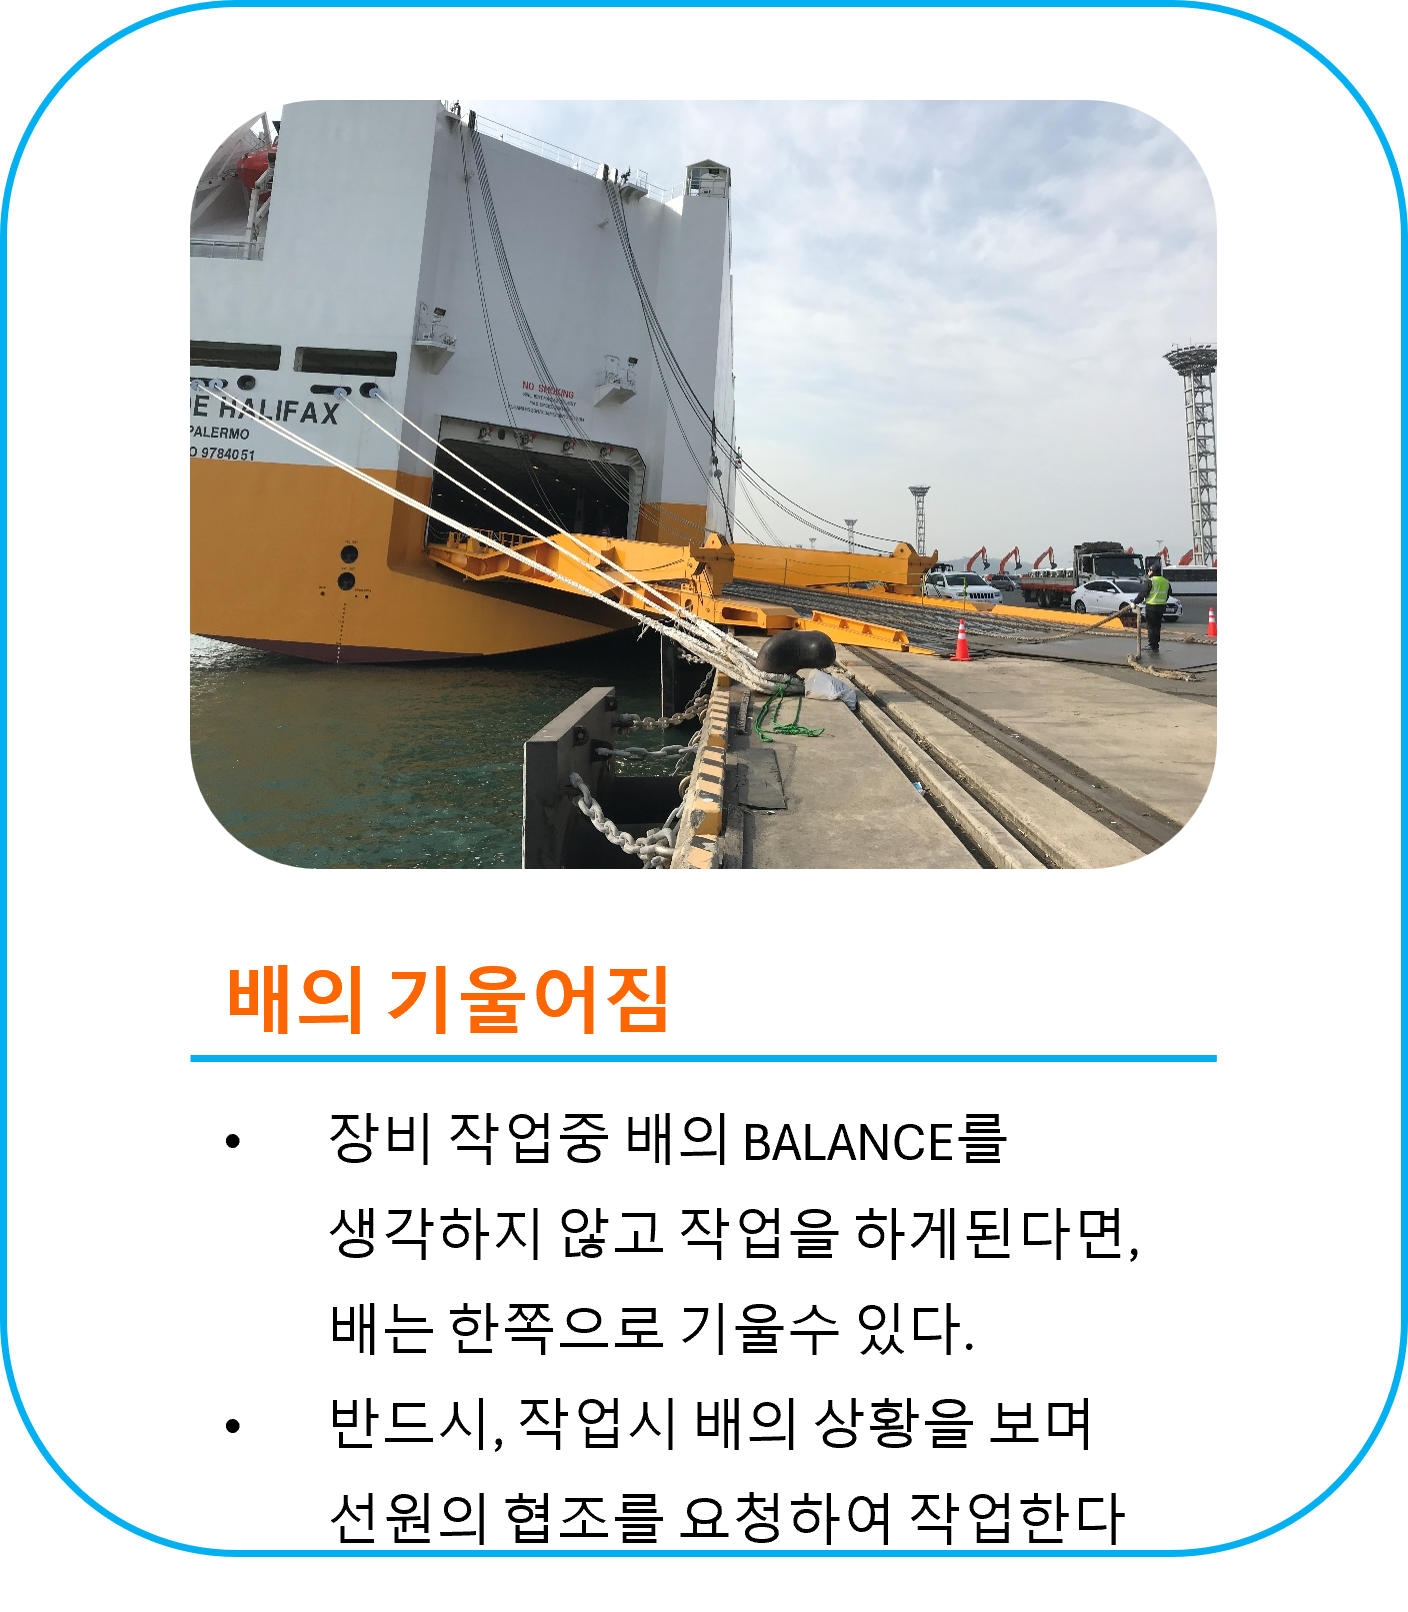 NO SMOKING
DE HALIFAX
PALERMO
O 9784051
배의 기울어짐
• 장비 작업중 배의 BALANCE를
생각하지 않고 작업을 하게된다면,
배는 한쪽으로 기울수 있다.
• 반드시, 작업시 배의 상황을 보며
선원의 협조를 요청하여 작업한다